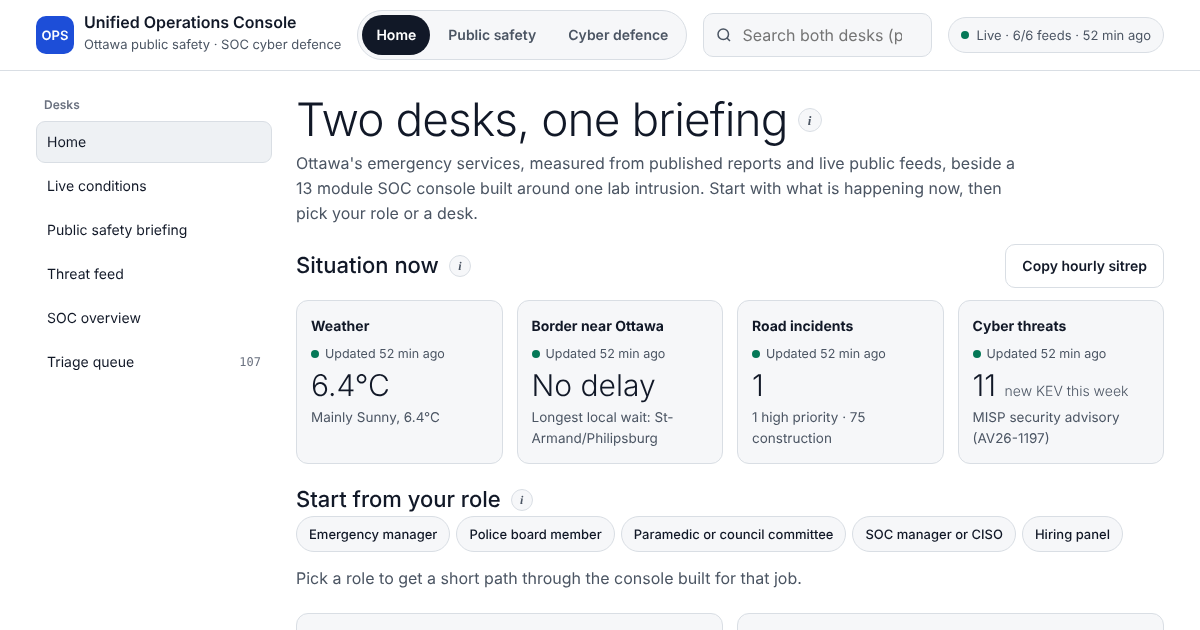 OPS
Unified Operations Console
Ottawa public safety · SOC cyber defence
Home
Public safety
Cyber defence
Search both desks (p
Live · 6/6 feeds · 52 min ago
Desks
Home
Live conditions
Public safety briefing
Threat feed
SOC overview
Triage queue 107
Two desks, one briefing i
Ottawa's emergency services, measured from published reports and live public feeds, beside a
13 module SOC console built around one lab intrusion. Start with what is happening now, then
pick your role or a desk.
Situation now i
Copy hourly sitrep
Weather
Updated 52 min ago
6.4°C
Mainly Sunny, 6.4°C
Border near Ottawa
Updated 52 min ago
No delay
Longest local wait: St-
Armand/Philipsburg
Road incidents
Updated 52 min ago
1
1 high priority · 75
construction
Cyber threats
Updated 52 min ago
11 new KEV this week
MISP security advisory
(AV26-1197)
Start from your role i
Emergency manager
Police board member
Paramedic or council committee
SOC manager or CISO
Hiring panel
Pick a role to get a short path through the console built for that job.